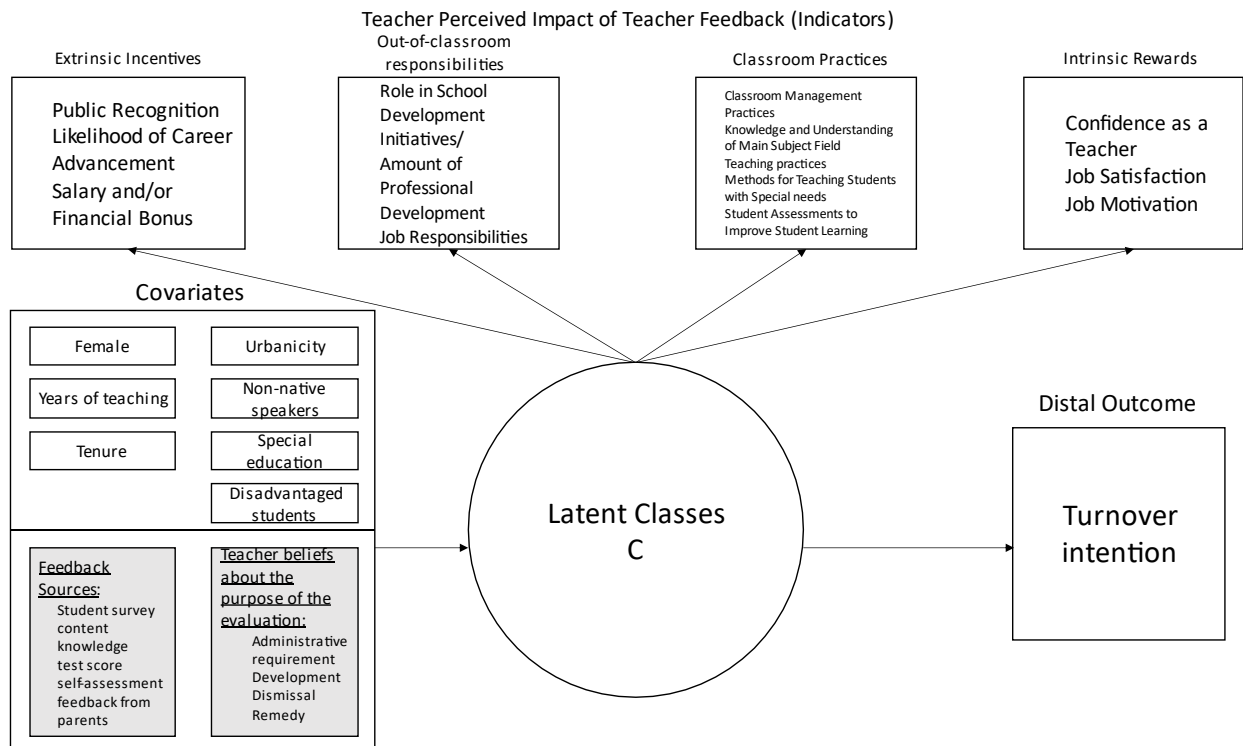 Teacher Perceived Impact of Teacher Feedback (Indicators)
Extrinsic Incentives
Public Recognition
Likelihood of Career
Advancement
Salary and/or
Financial Bonus
Out-of-classroom
responsibilities
Role in School
Development
Initiatives/
Amount of
Professional
Development
Job Responsibilities
Classroom Practices
Classroom Management
Practices
Knowledge and Understanding
of Main Subject Field
Teaching practices
Methods for Teaching Students
with Special needs
Student Assessments to
Improve Student Learning
Intrinsic Rewards
Confidence as a
Teacher
Job Satisfaction
Job Motivation
Covariates
Female
Years of teaching
Tenure
Urbanicity
Non-native
speakers
Special
education
Disadvantaged
students
Feedback
Sources:
Student survey
content
knowledge
test score
self-assessment
feedback from
parents
Teacher beliefs
about the
purpose of the
evaluation:
Administrative
requirement
Development
Dismissal
Remedy
Latent Classes
C
Distal Outcome
Turnover
intention